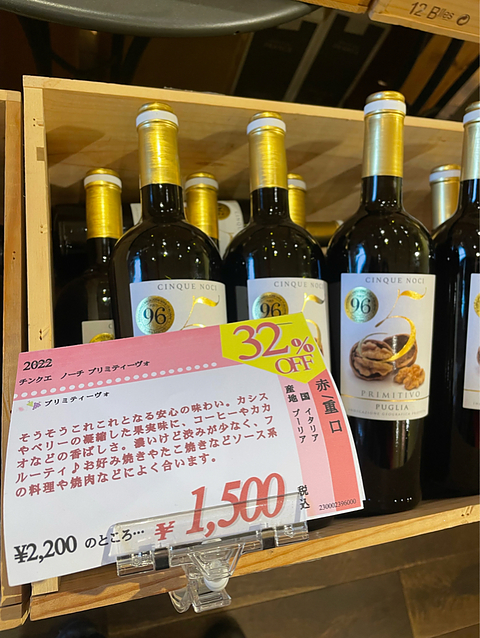 12 B/lles
CINQUE NOCI
96
5
CINQUE NOCI
96
CINQUE NOCI
96
5
PRIMITIVO
PUGLIA
32%
OFF
2022
チンクエ ノーチ プリミティーヴォ
プリミティーヴォ
そうそうこれこれとなる安心の味わい。カシス
やベリーの凝縮した果実味に、コーヒーやカカ
オなどの香ばしさ。濃いけど渋みが少なく、フ
ルーティ♪お好み焼きやたこ焼きなどソース系
の料理や焼肉などによく合います。
赤/重口
国 イタリア
産地 プーリア
¥2,200 のところ…
¥1,500
税込
230002396000